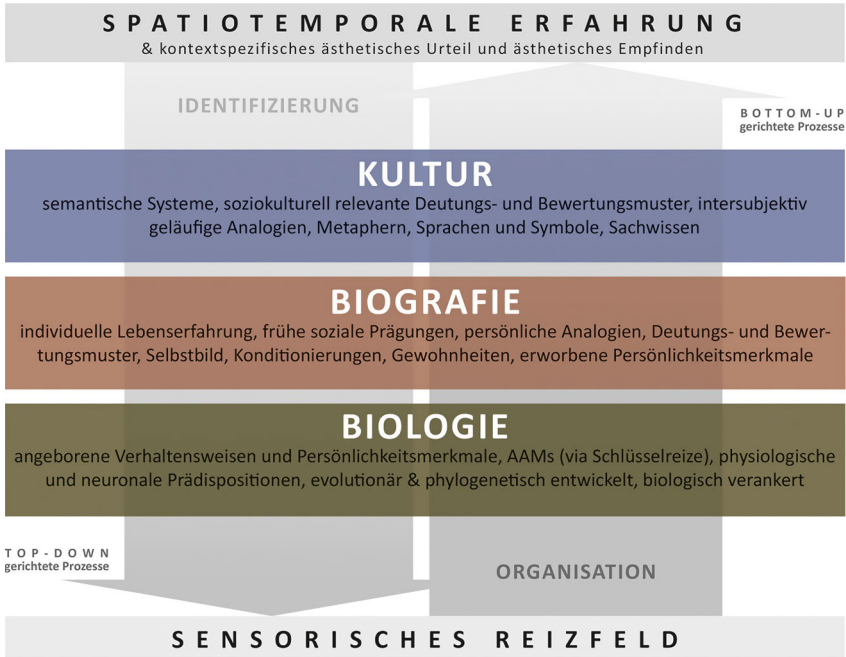 SPATIOTEMPORALE ERFAHRUNG
& kontextspezifisches ästhetisches Urteil und ästhetisches Empfinden
IDENTIFIZIERUNG
BOTTOM-UP
gerichtete Prozesse
KULTUR
semantische Systeme, soziokulturell relevante Deutungs- und Bewertungsmuster, intersubjektiv
geläufige Analogien, Metaphern, Sprachen und Symbole, Sachwissen
BIOGRAFIE
individuelle Lebenserfahrung, frühe soziale Prägungen, persönliche Analogien, Deutungs- und Bewer-
tungsmuster, Selbstbild, Konditionierungen, Gewohnheiten, erworbene Persönlichkeitsmerkmale
BIOLOGIE
angeborene Verhaltensweisen und Persönlichkeitsmerkmale, AAMs (via Schlüsselreize), physiologische
und neuronale Prädispositionen, evolutionär & phylogenetisch entwickelt, biologisch verankert
TOP-DOWN
gerichtete Prozesse
ORGANISATION
SENSORISCHES REIZFELD